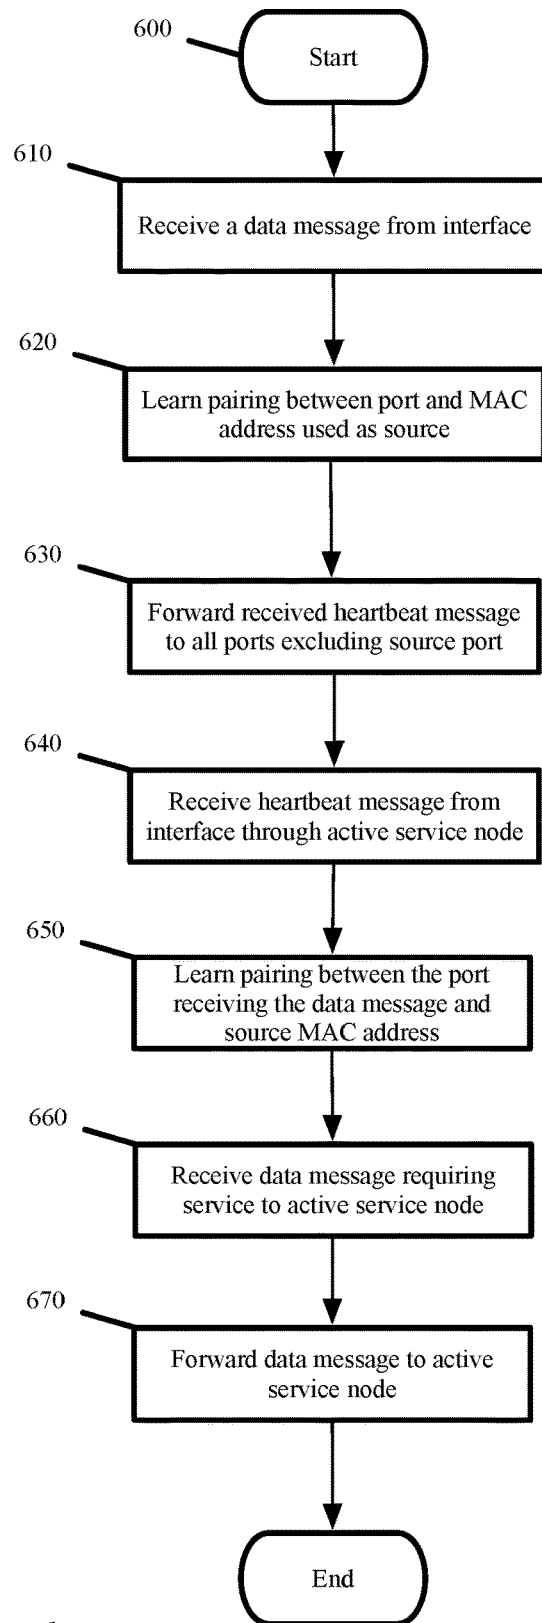 600
Start
610
Receive a data message from interface
620
Learn pairing between port and MAC
address used as source
630
Forward received heartbeat message
to all ports excluding source port
640
Receive heartbeat message from
interface through active service node
650
Learn pairing between the port
receiving the data message and
source MAC address
660
Receive data message requiring
service to active service node
670
Forward data message to active
service node
End